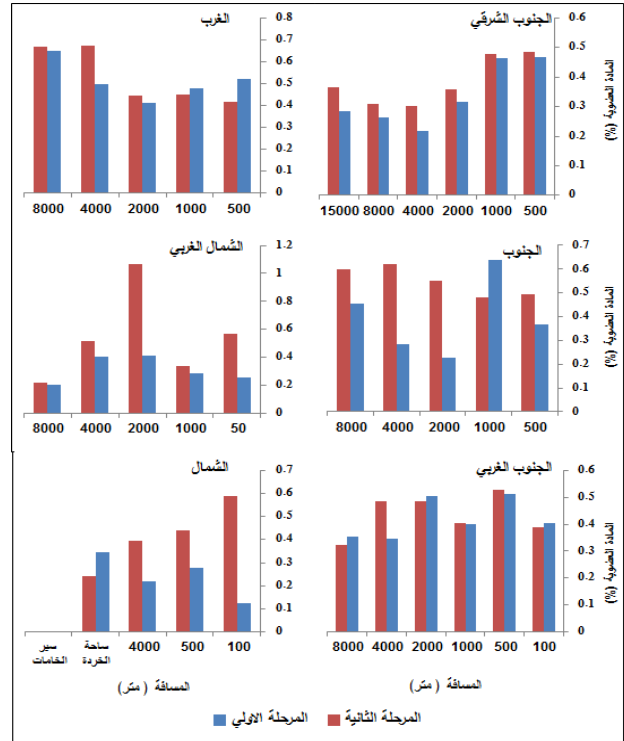 الجنوب الشرقي
المادة العضوية (%)
0.6
0.5
0.4
0.3
0.2
0.1
0
500 1000 2000 4000 8000 15000
الغرب
0.8
0.7
0.6
0.5
0.4
0.3
0.2
0.1
0
500 1000 2000 4000 8000
الجنوب
المادة العضوية (%)
0.7
0.6
0.5
0.4
0.3
0.2
0.1
0
500 1000 2000 4000 8000
الشمال الغربي
1.2
1
0.8
0.6
0.4
0.2
0
50 1000 2000 4000 8000
الجنوب الغربي
المادة العضوية (%)
0.6
0.5
0.4
0.3
0.2
0.1
0
100 500 1000 2000 4000 8000
المسافة ( متر)
الشمال
0.7
0.6
0.5
0.4
0.3
0.2
0.1
0
100 500 4000 ساحة سير
الخردة الخامات
المسافة ( متر)
المرحلة الثانية المرحلة الاولي